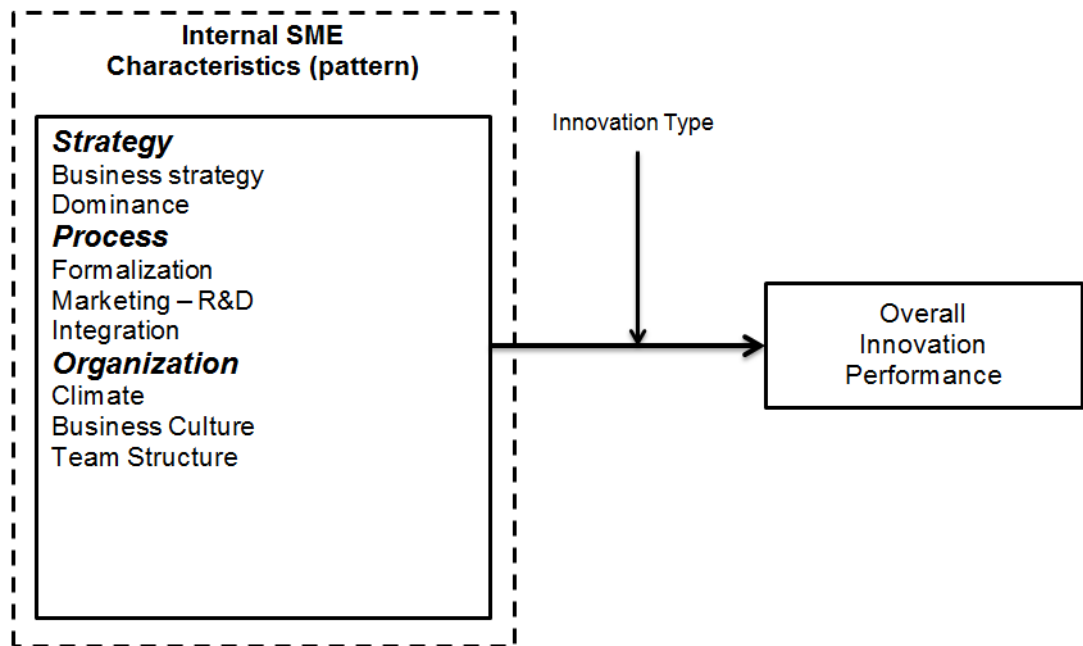 Internal SME
Characteristics (pattern)
Strategy
Business strategy
Dominance
Process
Formalization
Marketing – R&D
Integration
Organization
Climate
Business Culture
Team Structure
Innovation Type
Overall
Innovation
Performance